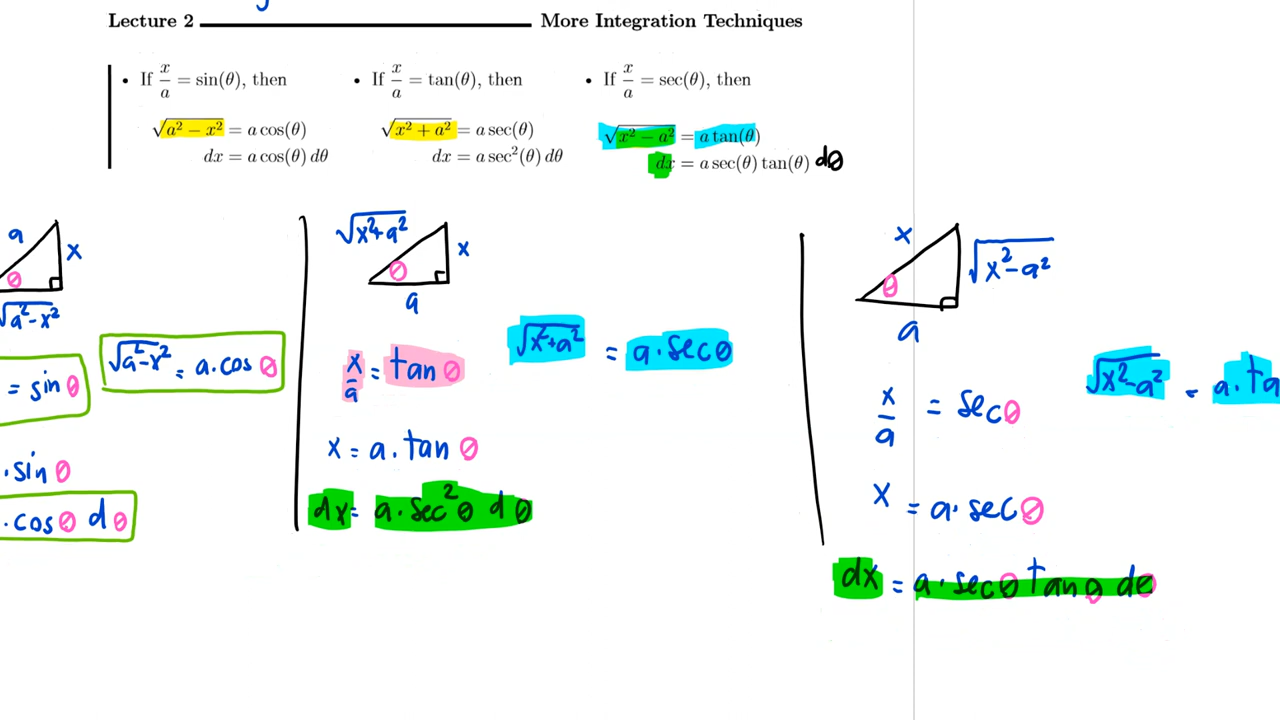 Lecture 2 More Integration Techniques
• If x/a = sin(θ), then
√(a² − x²) = a cos(θ)
dx = a cos(θ) dθ
• If x/a = tan(θ), then
√(x² + a²) = a sec(θ)
dx = a sec²(θ) dθ
• If x/a = sec(θ), then
√(x² − a²) = a tan(θ)
dx = a sec(θ) tan(θ) dθ
a
x
θ
√(a²-x²)
√(a²-x²) = a.cos θ
= sin θ
.sin θ
.cos θ dθ
√(x²+a²)
x
θ
a
x/a = tan θ
√(x²+a²) = a.sec θ
x = a.tan θ
dx = a.sec²θ dθ
x
√(x²-a²)
θ
a
x/a = sec θ
√(x²-a²) = a.ta
x = a.sec θ
dx = a.sec θ tan θ dθ